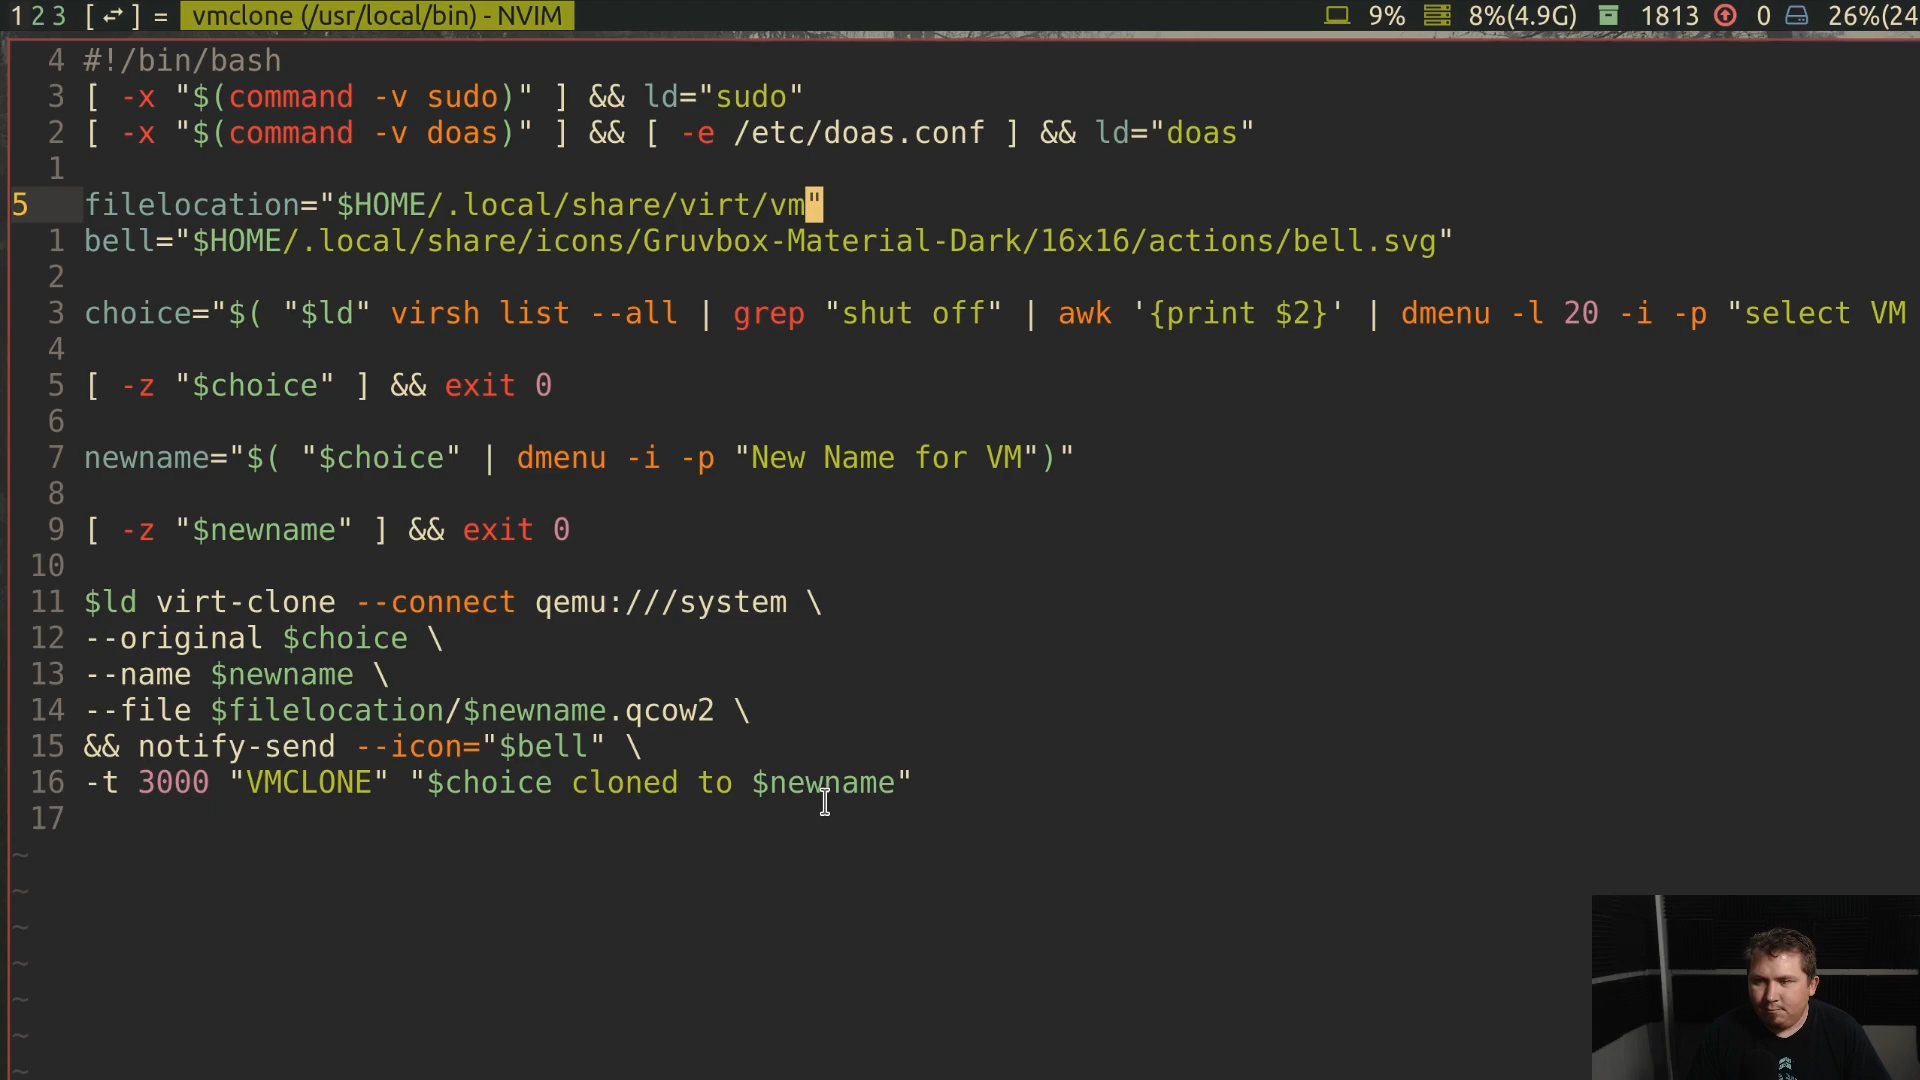 1 2 3 [ ] = vmclone (/usr/local/bin) - NVIM 9% 8%(4.9G) 1813 0 26%(24
4 #!/bin/bash
3 [ -x "$(command -v sudo)" ] && ld="sudo"
2 [ -x "$(command -v doas)" ] && [ -e /etc/doas.conf ] && ld="doas"
1
5 filelocation="$HOME/.local/share/virt/vm"
1 bell="$HOME/.local/share/icons/Gruvbox-Material-Dark/16x16/actions/bell.svg"
2
3 choice="$( "$ld" virsh list --all | grep "shut off" | awk '{print $2}' | dmenu -l 20 -i -p "select VM
4
5 [ -z "$choice" ] && exit 0
6
7 newname="$( "$choice" | dmenu -i -p "New Name for VM")"
8
9 [ -z "$newname" ] && exit 0
10
11 $ld virt-clone --connect qemu:///system \
12 --original $choice \
13 --name $newname \
14 --file $filelocation/$newname.qcow2 \
15 && notify-send --icon="$bell" \
16 -t 3000 "VMCLONE" "$choice cloned to $newname"
17
~
~
~
~
~
~
~